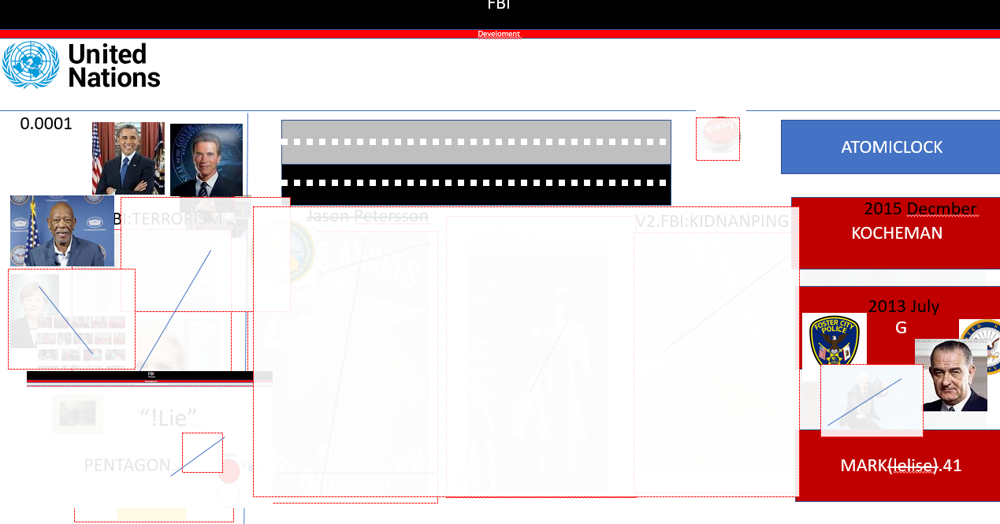 FBI
Develoment
United
Nations
0.0001
easy
ATOMICLOCK
2015 Decmber
KOCHEMAN
BI:TERRORISM
Jason Petersson
V2.FBI:KIDNANPING
2013 July
G
FOSTER CITY
POLICE
FBI
“!Lie”
PENTAGON.
MARK(lelise).41